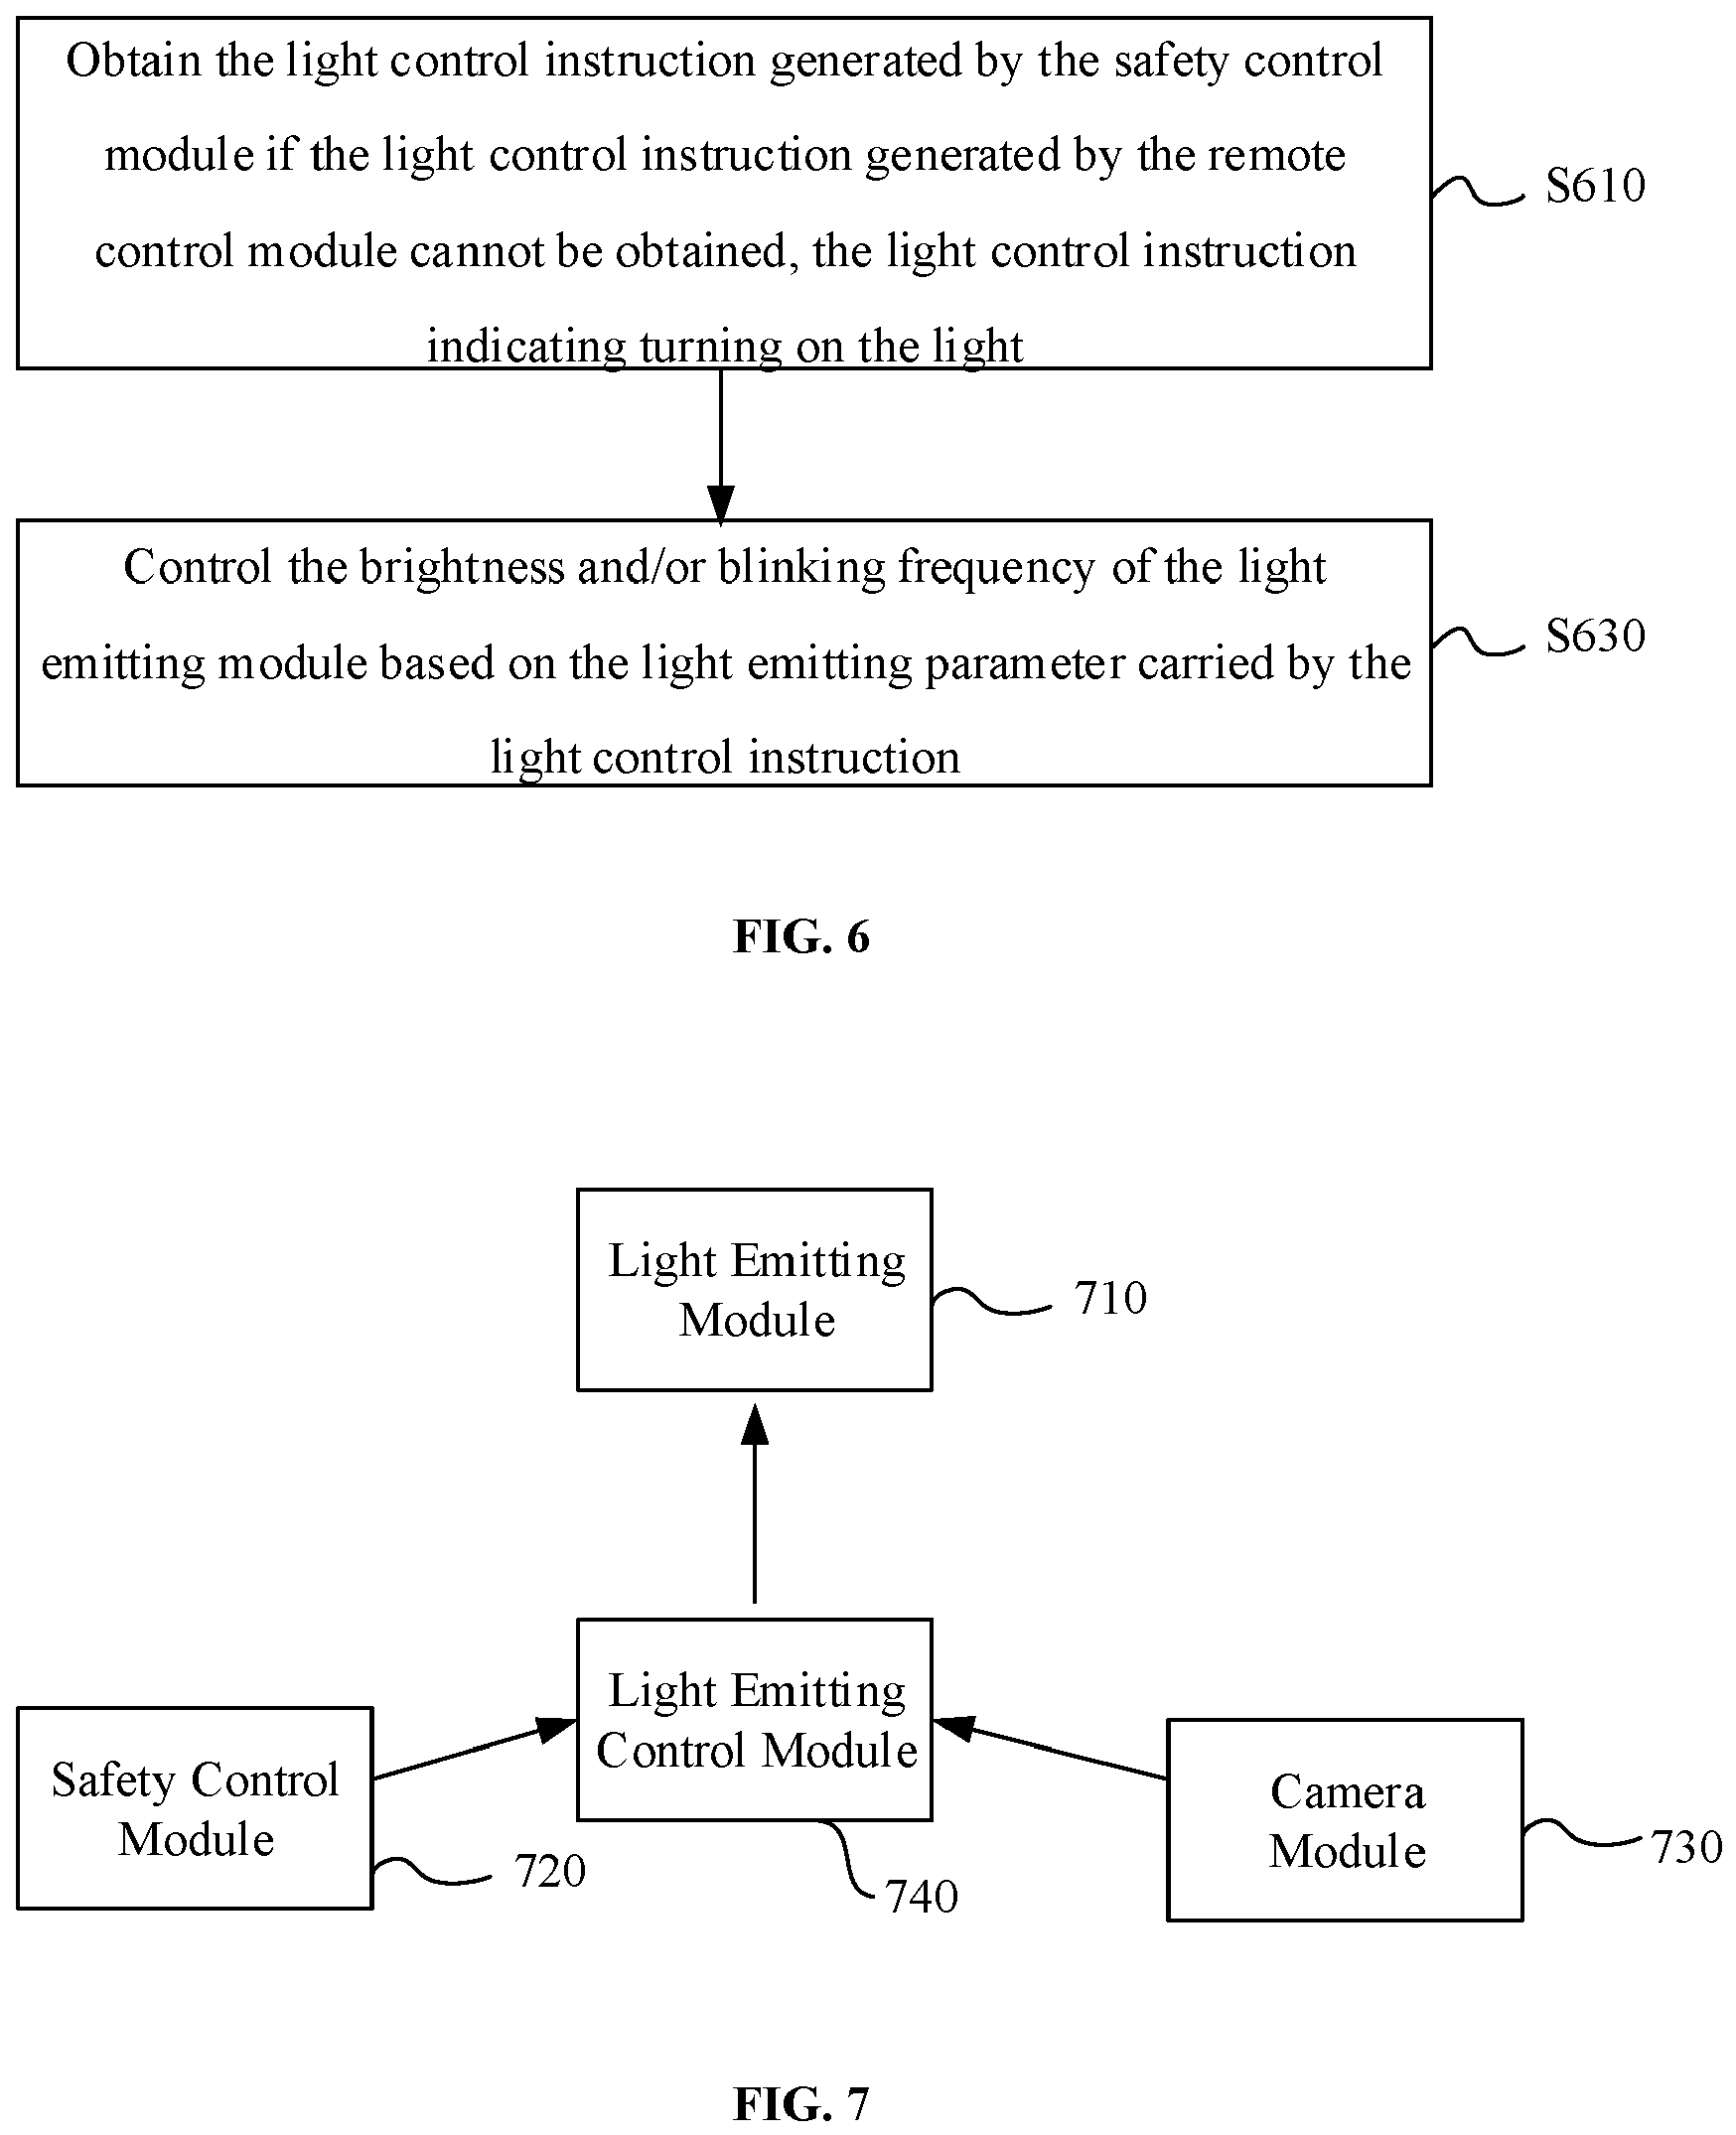 Obtain the light control instruction generated by the safety control
module if the light control instruction generated by the remote
control module cannot be obtained, the light control instruction
indicating turning on the light
S610
Control the brightness and/or blinking frequency of the light
emitting module based on the light emitting parameter carried by the
light control instruction
S630
FIG. 6
Light Emitting
Module
710
Light Emitting
Control Module
740
Safety Control
Module
720
Camera
Module
730
FIG. 7